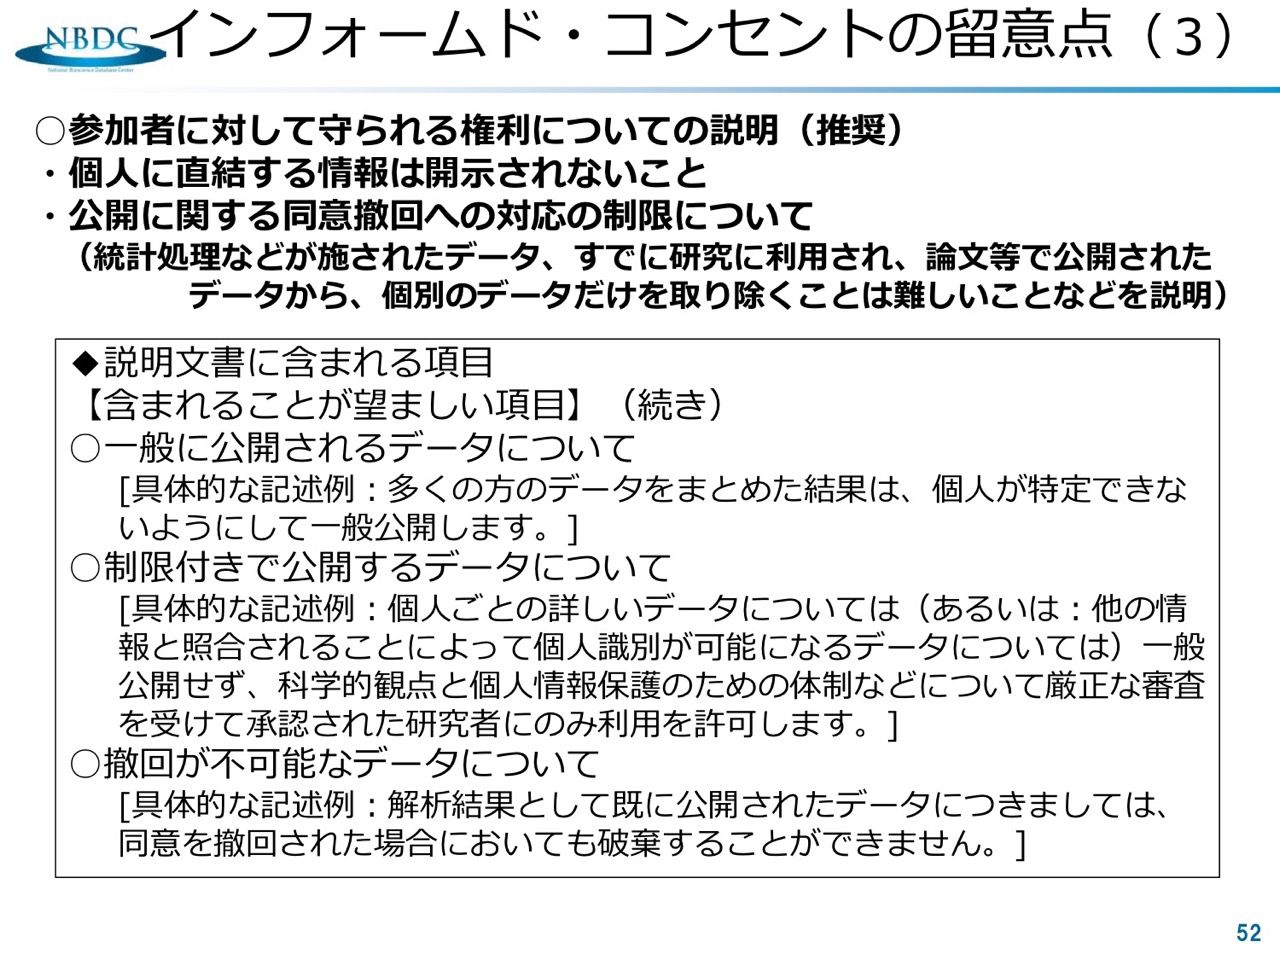 NBDC
National Bioscience Database Center
インフォームド・コンセントの留意点（３）
○参加者に対して守られる権利についての説明（推奨）
・個人に直結する情報は開示されないこと
・公開に関する同意撤回への対応の制限について
（統計処理などが施されたデータ、すでに研究に利用され、論文等で公開された
データから、個別のデータだけを取り除くことは難しいことなどを説明）
◆説明文書に含まれる項目
【含まれることが望ましい項目】（続き）
○一般に公開されるデータについて
[具体的な記述例：多くの方のデータをまとめた結果は、個人が特定できな
いようにして一般公開します。]
○制限付きで公開するデータについて
[具体的な記述例：個人ごとの詳しいデータについては（あるいは：他の情
報と照合されることによって個人識別が可能になるデータについては）一般
公開せず、科学的観点と個人情報保護のための体制などについて厳正な審査
を受けて承認された研究者にのみ利用を許可します。]
○撤回が不可能なデータについて
[具体的な記述例：解析結果として既に公開されたデータにつきましては、
同意を撤回された場合においても破棄することができません。]
52